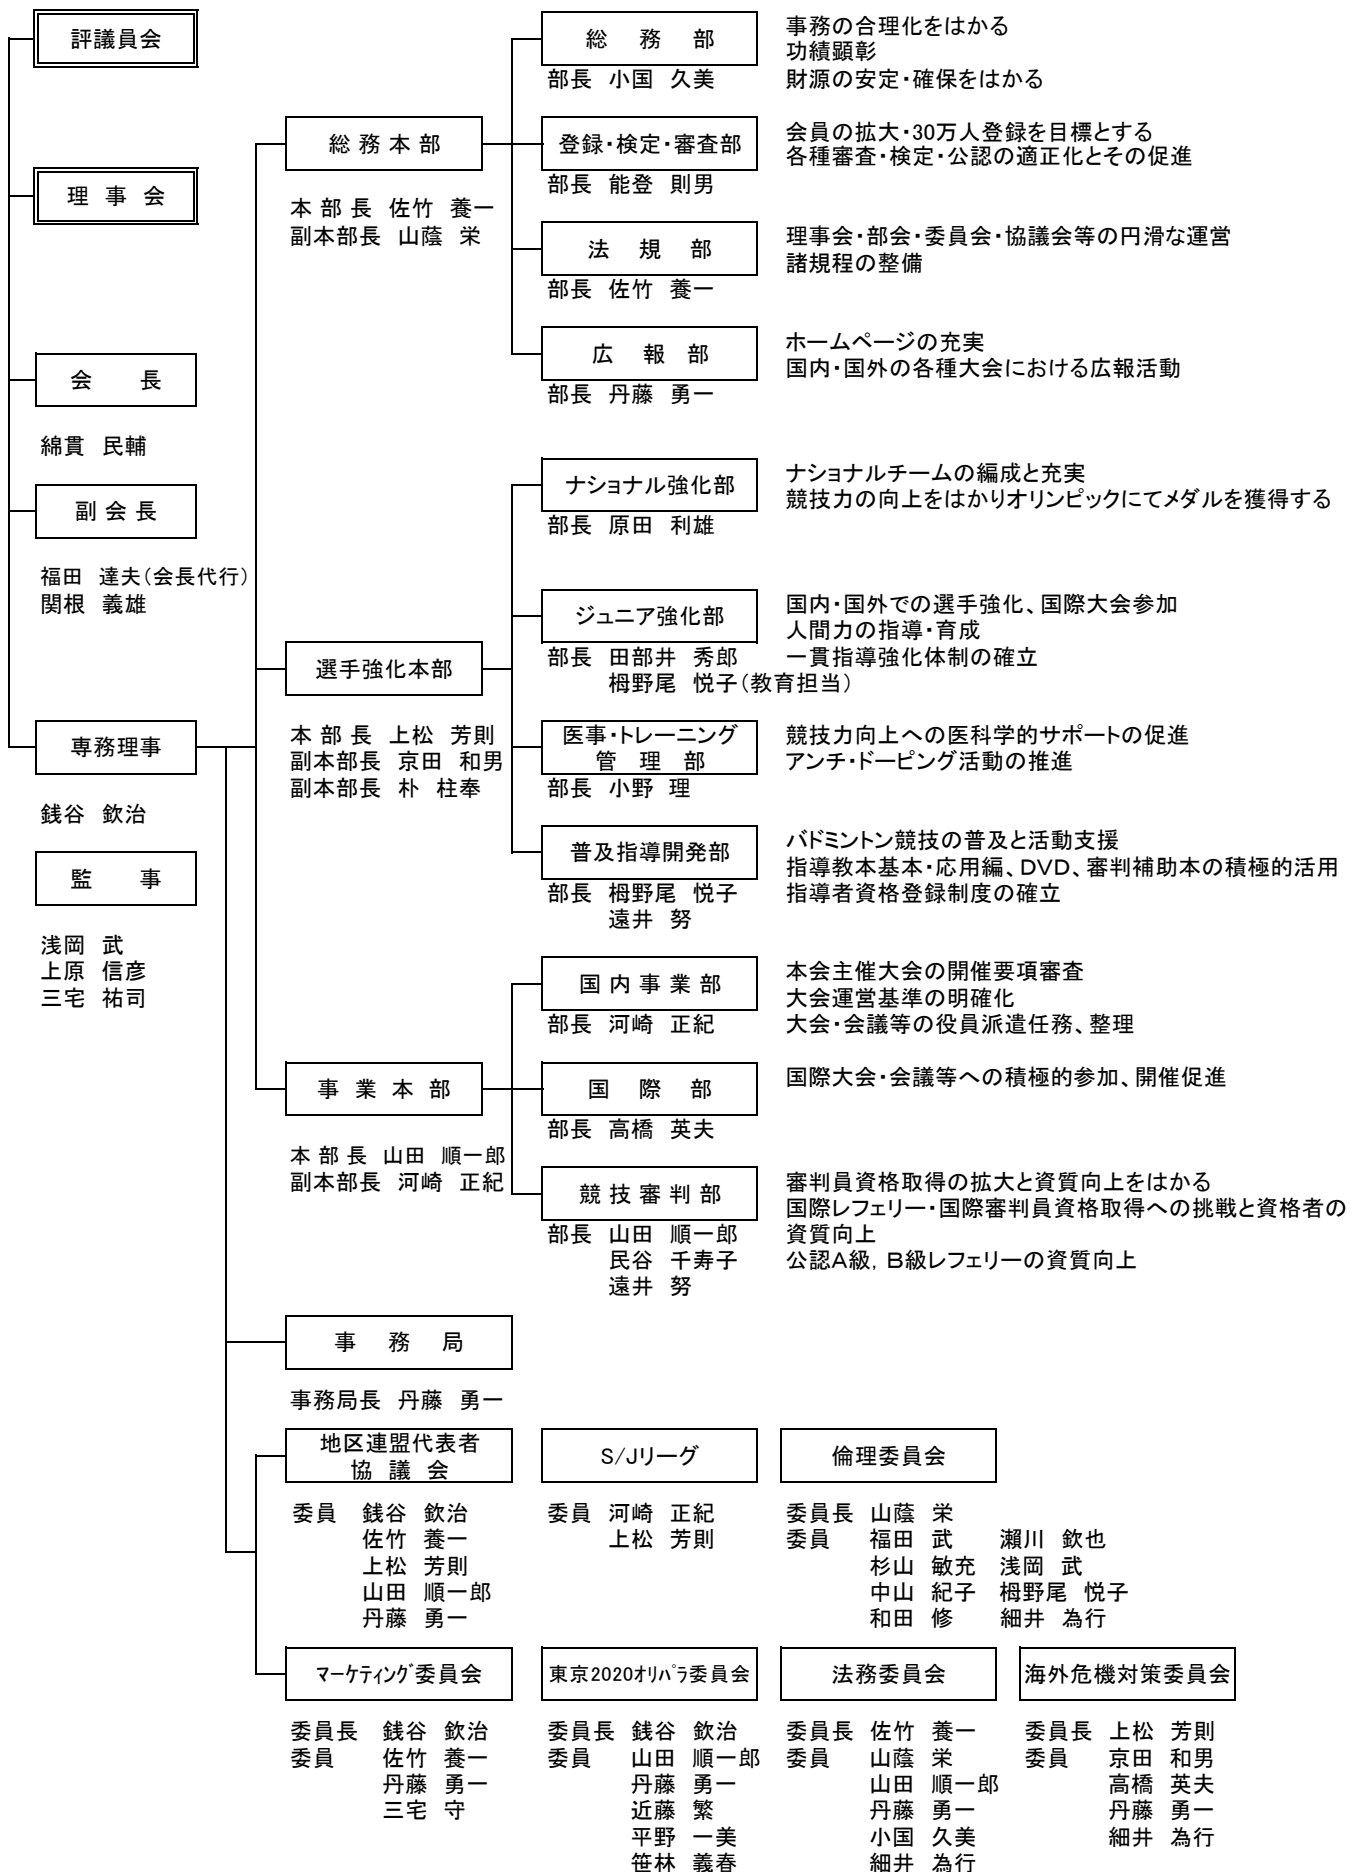 評議員会
理事会
会長
綿貫 民輔
副会長
福田 達夫(会長代行)
関根 義雄
専務理事
銭谷 欽治
監事
浅岡 武
上原 信彦
三宅 祐司
総務本部
本部長 佐竹 養一
副本部長 山蔭 栄
総務部
部長 小国 久美
事務の合理化をはかる
功績顕彰
財源の安定・確保をはかる
登録・検定・審査部
部長 能登 則男
会員の拡大・30万人登録を目標とする
各種審査・検定・公認の適正化とその促進
法規部
部長 佐竹 養一
理事会・部会・委員会・協議会等の円滑な運営
諸規程の整備
広報部
部長 丹藤 勇一
ホームページの充実
国内・国外の各種大会における広報活動
選手強化本部
本部長 上松 芳則
副本部長 京田 和男
副本部長 朴 柱奉
ナショナル強化部
部長 原田 利雄
ナショナルチームの編成と充実
競技力の向上をはかりオリンピックにてメダルを獲得する
ジュニア強化部
部長 田部井 秀郎
栂野尾 悦子(教育担当)
国内・国外での選手強化、国際大会参加
人間力の指導・育成
一貫指導強化体制の確立
医事・トレーニング
管理部
部長 小野 理
競技力向上への医科学的サポートの促進
アンチ・ドーピング活動の推進
普及指導開発部
部長 栂野尾 悦子
遠井 努
バドミントン競技の普及と活動支援
指導教本基本・応用編、DVD、審判補助本の積極的活用
指導者資格登録制度の確立
事業本部
本部長 山田 順一郎
副本部長 河崎 正紀
国内事業部
部長 河崎 正紀
本会主催大会の開催要項審査
大会運営基準の明確化
大会・会議等の役員派遣任務、整理
国際部
部長 高橋 英夫
国際大会・会議等への積極的参加、開催促進
競技審判部
部長 山田 順一郎
民谷 千寿子
遠井 努
審判員資格取得の拡大と資質向上をはかる
国際レフェリー・国際審判員資格取得への挑戦と資格者の
資質向上
公認A級，B級レフェリーの資質向上
事務局
事務局長 丹藤 勇一
地区連盟代表者
協議会
委員 銭谷 欽治
佐竹 養一
上松 芳則
山田 順一郎
丹藤 勇一
S/Jリーグ
委員 河崎 正紀
上松 芳則
倫理委員会
委員長 山蔭 栄
委員 福田 武 瀬川 欽也
杉山 敏充 浅岡 武
中山 紀子 栂野尾 悦子
和田 修 細井 為行
マーケティング委員会
委員長 銭谷 欽治
委員 佐竹 養一
丹藤 勇一
三宅 守
東京2020オリパラ委員会
委員長 銭谷 欽治
委員 山田 順一郎
丹藤 勇一
近藤 繁
平野 一美
笹林 義春
法務委員会
委員長 佐竹 養一
委員 山蔭 栄
山田 順一郎
丹藤 勇一
小国 久美
細井 為行
海外危機対策委員会
委員長 上松 芳則
委員 京田 和男
高橋 英夫
丹藤 勇一
細井 為行